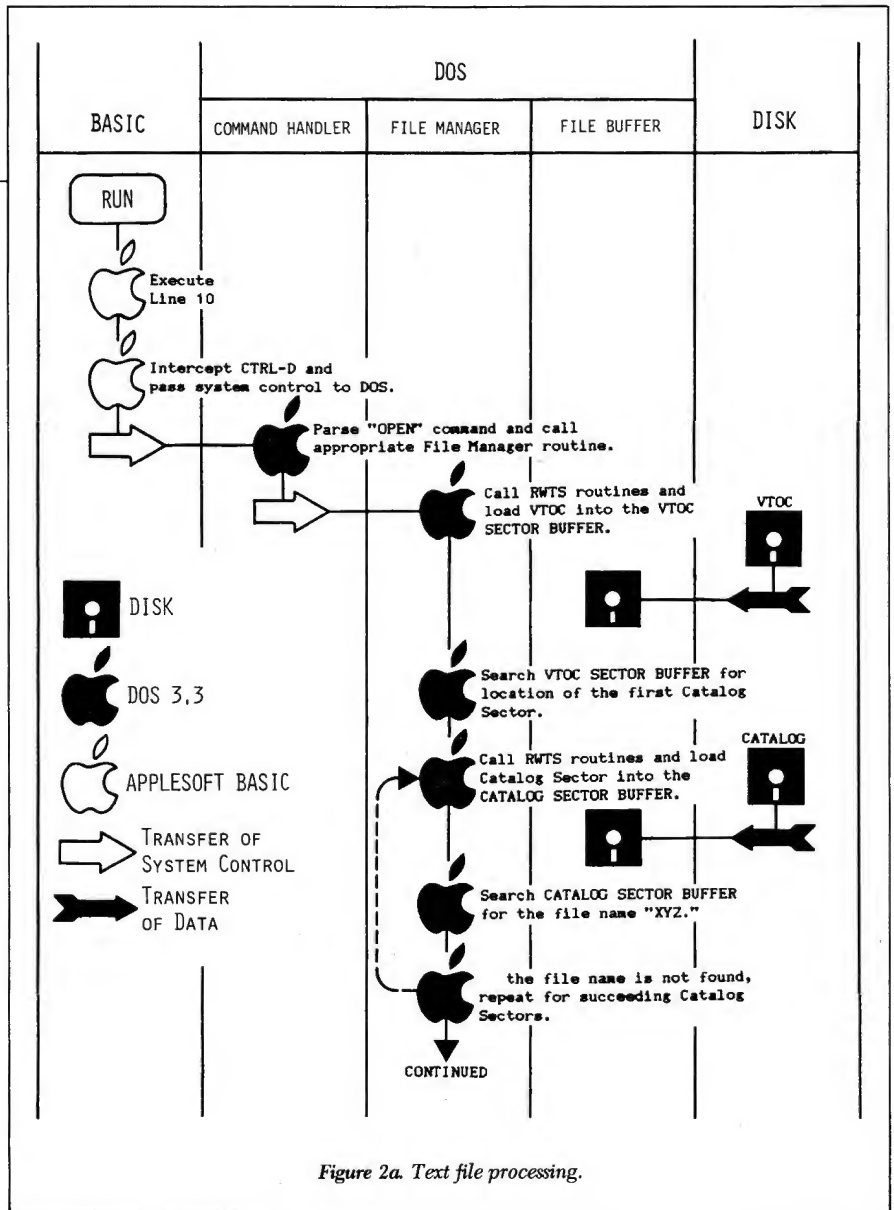 DOS
BASIC
COMMAND HANDLER
FILE MANAGER
FILE BUFFER
DISK
RUN
Execute
Line 10
Intercept CTRL-D and
pass system control to DOS.
Parse "OPEN" command and call
appropriate File Manager routine.
Call RWTS routines and
load VTOC into the VTOC
SECTOR BUFFER.
VTOC
DISK
Search VTOC SECTOR BUFFER for
location of the first Catalog
Sector.
DOS 3.3
Call RWTS routines and load
Catalog Sector into the
CATALOG SECTOR BUFFER.
CATALOG
APPLESOFT BASIC
TRANSFER OF
SYSTEM CONTROL
Search CATALOG SECTOR BUFFER
for the file name "XYZ."
TRANSFER
OF DATA
the file name is not found,
repeat for succeeding Catalog
Sectors.
CONTINUED
Figure 2a. Text file processing.